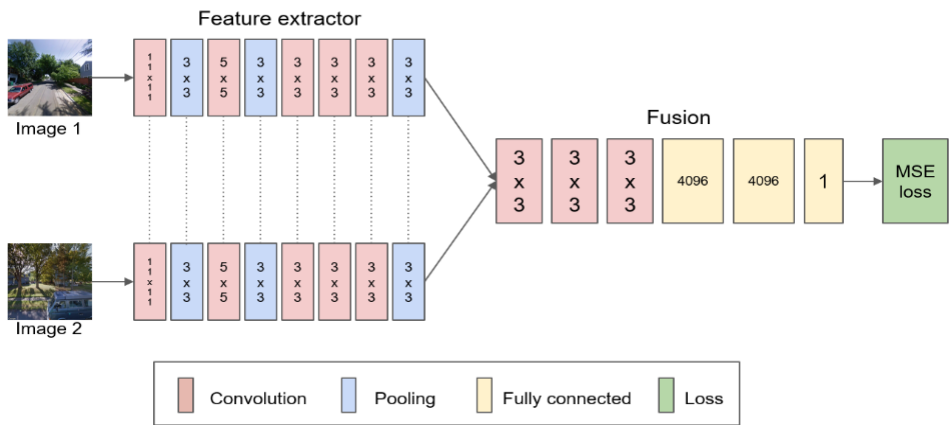 Feature extractor
11x11
3x3
5x5
3x3
3x3
3x3
3x3
3x3
Image 1
Fusion
3x3
3x3
3x3
4096
4096
1
MSE
loss
11x11
3x3
5x5
3x3
3x3
3x3
3x3
3x3
Image 2
Convolution
Pooling
Fully connected
Loss